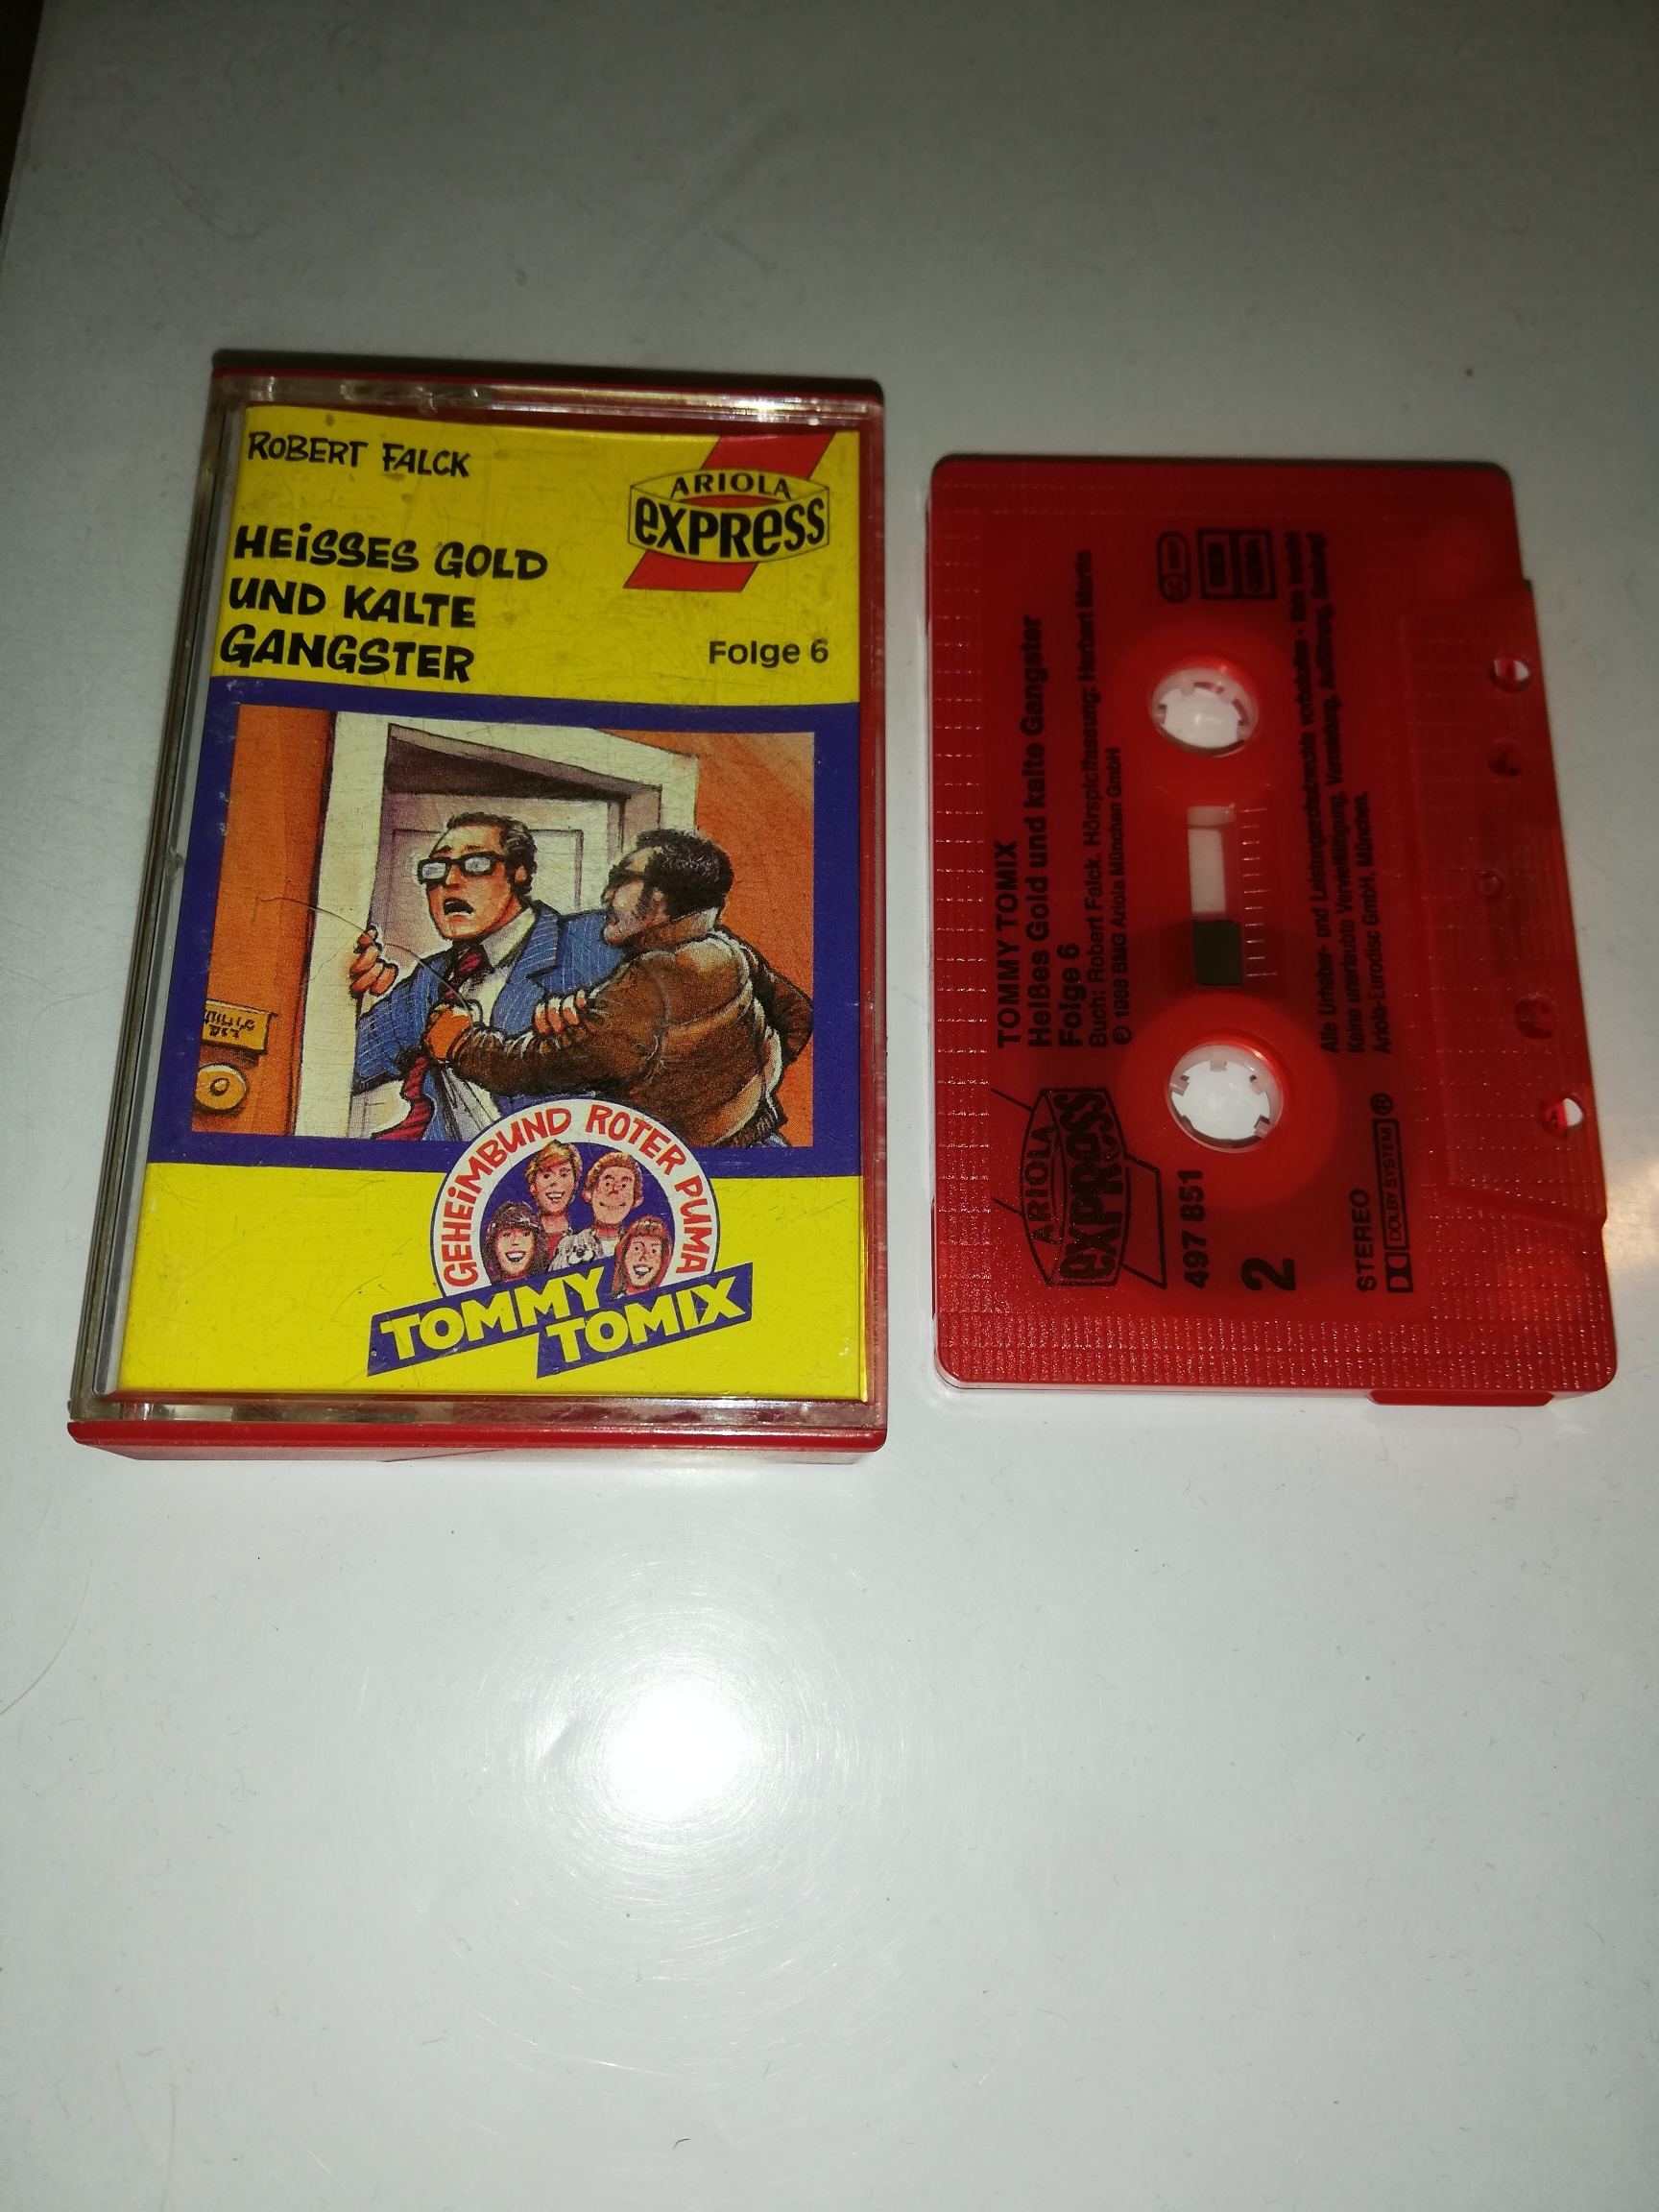 ROBERT FALCK
ARIOLA
EXPRESS
HEISSES GOLD
UND KALTE
GANGSTER
Folge 6
GEHEIMBUND ROTER PUMA
TOMMY
TOMIX
TOMMY TOMIX
Heißes Gold und kalte Gangster
Folge 6
Buch: Robert Falck. Hörspielfassung: Herbert Martin
℗ 1988 BMG Ariola München GmbH
ARIOLA
EXPRESS
497 851
2
GEMA
Alle Urheber- und Leistungsschutzrechte vorbehalten - Kein Verleih!
Keine unerlaubte Vervielfältigung, Vermietung, Aufführung, Sendung!
Ariola-Eurodisc GmbH, München.
STEREO
DOLBY SYSTEM ®